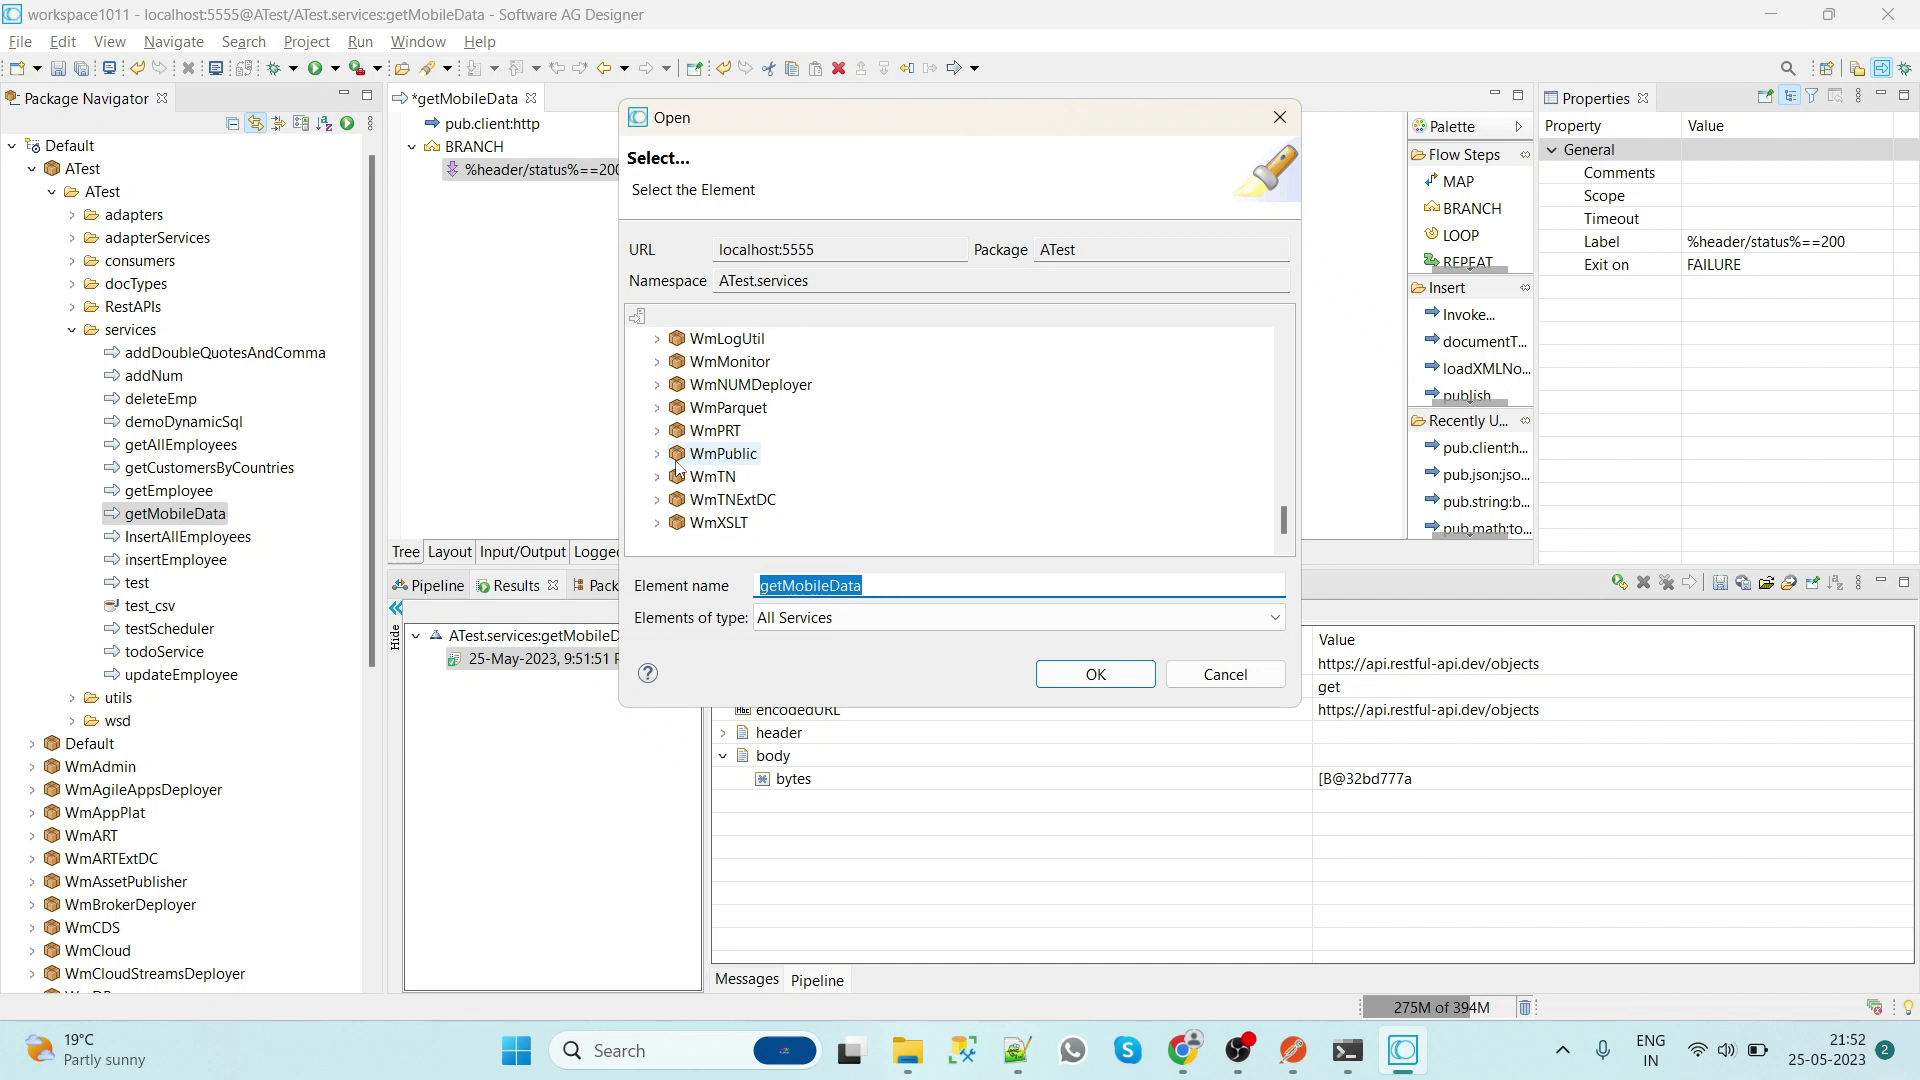 workspace1011 - localhost:5555@ATest/ATest.services:getMobileData - Software AG Designer
File Edit View Navigate Search Project Run Window Help
Package Navigator
Default
ATest
ATest
adapters
adapterServices
consumers
docTypes
RestAPIs
services
addDoubleQuotesAndComma
addNum
deleteEmp
demoDynamicSql
getAllEmployees
getCustomersByCountries
getEmployee
getMobileData
InsertAllEmployees
insertEmployee
test
test_csv
testScheduler
todoService
updateEmployee
utils
wsd
Default
WmAdmin
WmAgileAppsDeployer
WmAppPlat
WmART
WmARTExtDC
WmAssetPublisher
WmBrokerDeployer
WmCDS
WmCloud
WmCloudStreamsDeployer
*getMobileData
pub.client:http
BRANCH
%header/status%==200
Tree Layout Input/Output Logged
Open
Select...
Select the Element
URL localhost:5555 Package ATest
Namespace ATest.services
WmLogUtil
WmMonitor
WmNUMDeployer
WmParquet
WmPRT
WmPublic
WmTN
WmTNExtDC
WmXSLT
Element name getMobileData
Elements of type: All Services
OK Cancel
Palette
Flow Steps
MAP
BRANCH
LOOP
REPEAT
Insert
Invoke...
documentT...
loadXMLNo...
publish
Recently U...
pub.client:h...
pub.json:jso...
pub.string:b...
pub.math:to...
Properties
Property Value
General
Comments
Scope
Timeout
Label %header/status%==200
Exit on FAILURE
Pipeline Results Pack
Hide
ATest.services:getMobileD
25-May-2023, 9:51:51 P
Value
https://api.restful-api.dev/objects
get
encodedURL https://api.restful-api.dev/objects
header
body
bytes [B@32bd777a
Messages Pipeline
275M of 394M
19°C
Partly sunny
Search
ENG
IN
21:52
25-05-2023
2